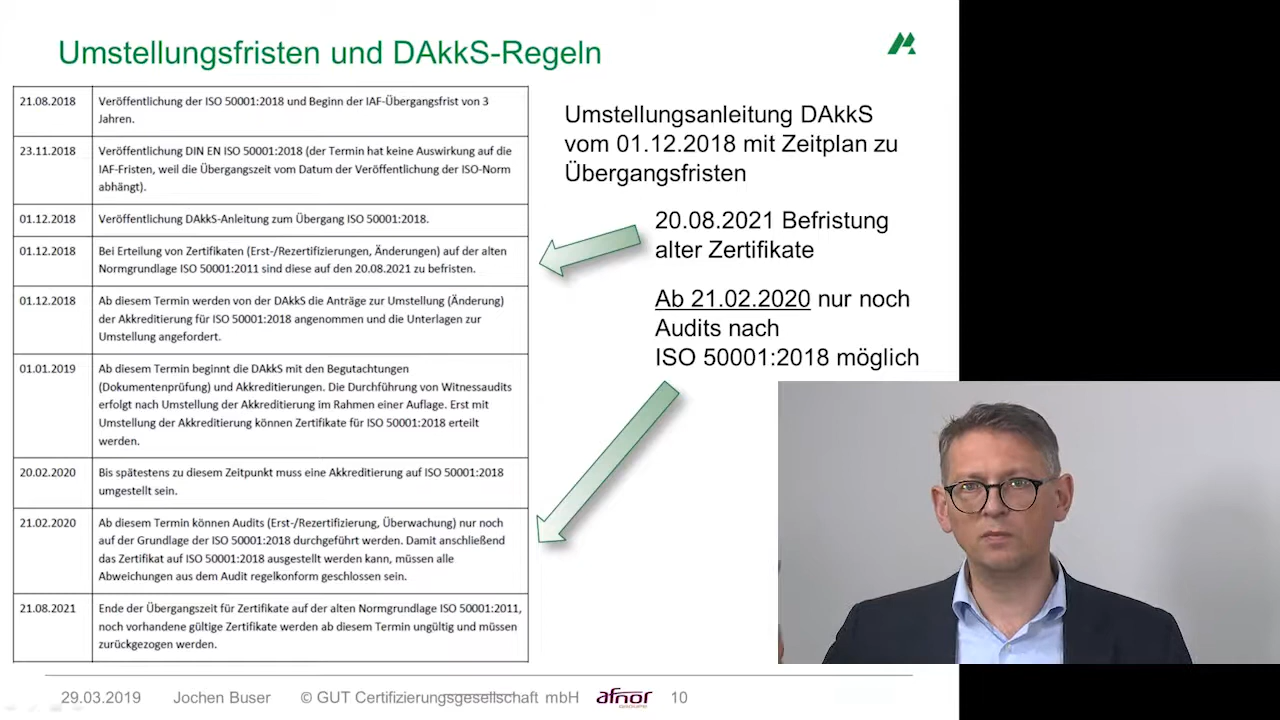 Umstellungsfristen und DAkkS-Regeln
21.08.2018 Veröffentlichung der ISO 50001:2018 und Beginn der IAF-Übergangsfrist von 3
Jahren.
23.11.2018 Veröffentlichung DIN EN ISO 50001:2018 (der Termin hat keine Auswirkung auf die
IAF-Fristen, weil die Übergangszeit vom Datum der Veröffentlichung der ISO-Norm
abhängt).
01.12.2018 Veröffentlichung DAkkS-Anleitung zum Übergang ISO 50001:2018.
01.12.2018 Bei Erteilung von Zertifikaten (Erst-/Rezertifizierungen, Änderungen) auf der alten
Normgrundlage ISO 50001:2011 sind diese auf den 20.08.2021 zu befristen.
01.12.2018 Ab diesem Termin werden von der DAkkS die Anträge zur Umstellung (Änderung)
der Akkreditierung für ISO 50001:2018 angenommen und die Unterlagen zur
Umstellung angefordert.
01.01.2019 Ab diesem Termin beginnt die DAkkS mit den Begutachtungen
(Dokumentenprüfung) und Akkreditierungen. Die Durchführung von Witnessaudits
erfolgt nach Umstellung der Akkreditierung im Rahmen einer Auflage. Erst mit
Umstellung der Akkreditierung können Zertifikate für ISO 50001:2018 erteilt
werden.
20.02.2020 Bis spätestens zu diesem Zeitpunkt muss eine Akkreditierung auf ISO 50001:2018
umgestellt sein.
21.02.2020 Ab diesem Termin können Audits (Erst-/Rezertifizierung, Überwachung) nur noch
auf der Grundlage der ISO 50001:2018 durchgeführt werden. Damit anschließend
das Zertifikat auf ISO 50001:2018 ausgestellt werden kann, müssen alle
Abweichungen aus dem Audit regelkonform geschlossen sein.
21.08.2021 Ende der Übergangszeit für Zertifikate auf der alten Normgrundlage ISO 50001:2011,
noch vorhandene gültige Zertifikate werden ab diesem Termin ungültig und müssen
zurückgezogen werden.
Umstellungsanleitung DAkkS
vom 01.12.2018 mit Zeitplan zu
Übergangsfristen
20.08.2021 Befristung
alter Zertifikate
Ab 21.02.2020 nur noch
Audits nach
ISO 50001:2018 möglich
29.03.2019 Jochen Buser © GUT Certifizierungsgesellschaft mbH afnor GROUPE 10